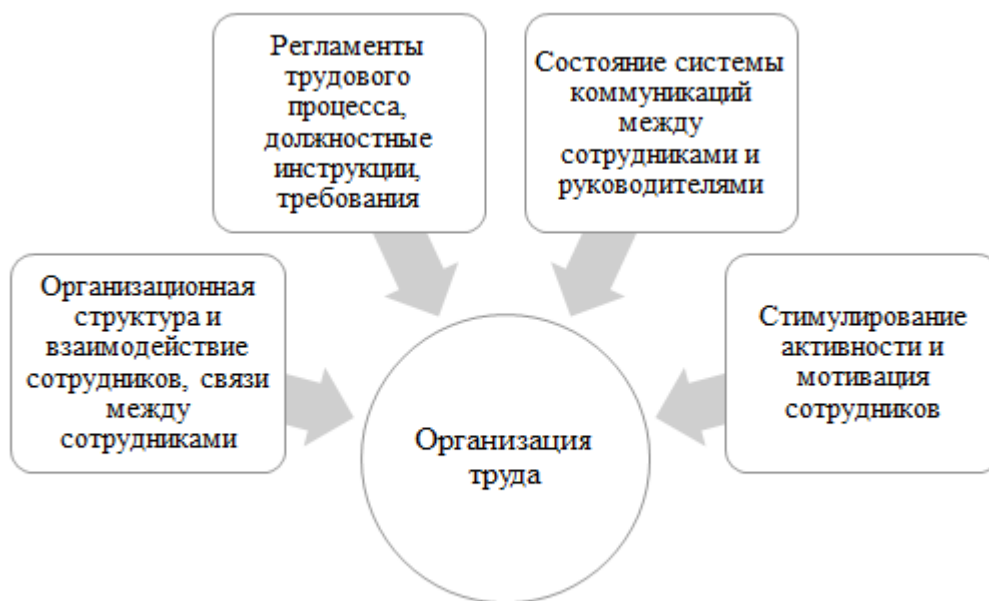 Регламенты
трудового
процесса,
должностные
инструкции,
требования
Состояние системы
коммуникаций
между
сотрудниками и
руководителями
Организационная
структура и
взаимодействие
сотрудников, связи
между
сотрудниками
Стимулирование
активности и
мотивация
сотрудников
Организация
труда